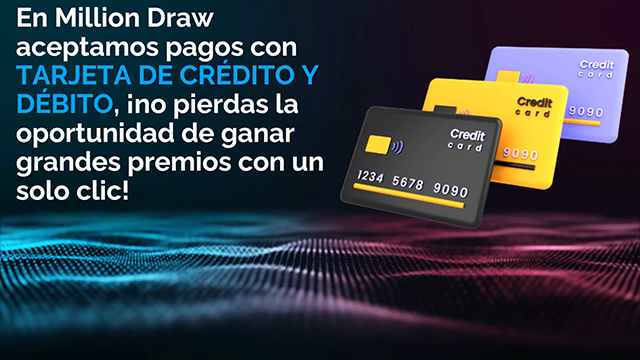 En Million Draw
aceptamos pagos con
TARJETA DE CRÉDITO Y
DÉBITO, ¡no pierdas la
oportunidad de ganar
grandes premios con un
solo clic!
Credit
card
9090
Credit
card
9090
Credit
card
1234 5678 9090